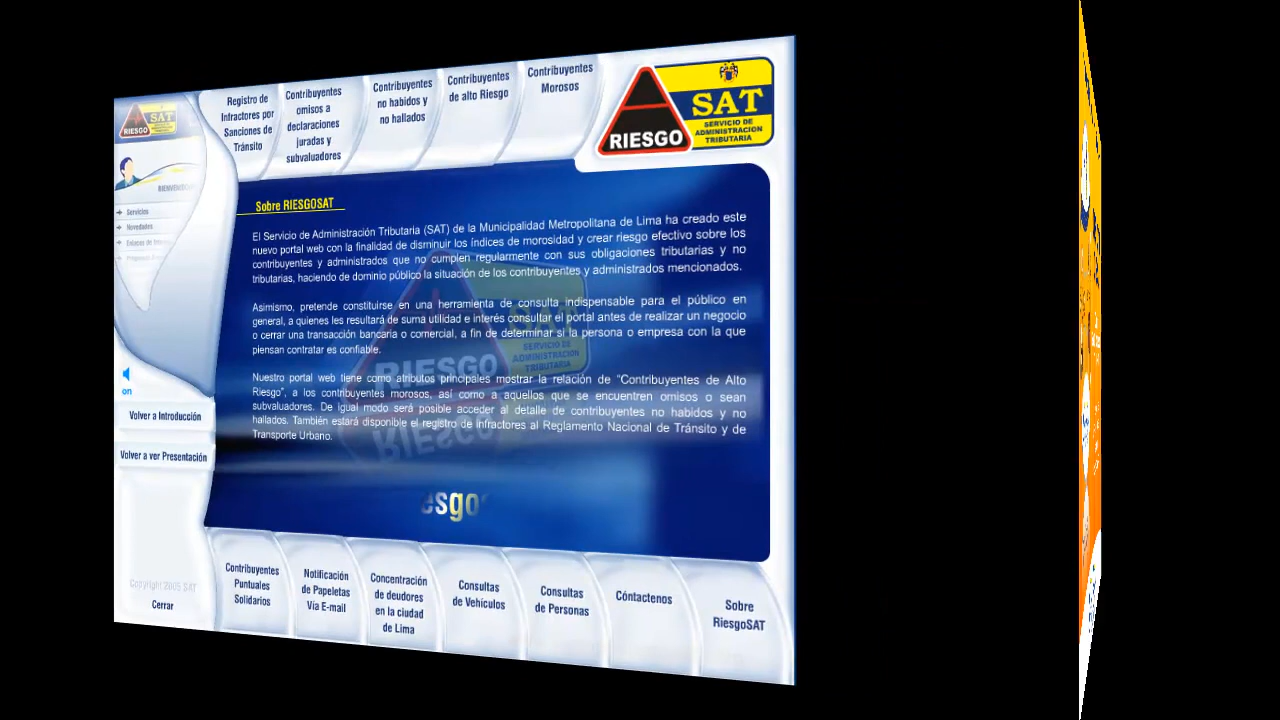 Registro de
Infractores por
Sanciones de
Tránsito
Contribuyentes
omisos a
declaraciones
juradas y
subvaluadores
Contribuyentes
no habidos y
no hallados
Contribuyentes
de alto Riesgo
Contribuyentes
Morosos
RIESGO
SAT
SERVICIO DE
ADMINISTRACION
TRIBUTARIA
RIESGO
SAT
Servicios
Novedades
Sobre RIESGOSAT
El Servicio de Administración Tributaria (SAT) de la Municipalidad Metropolitana de Lima ha creado este
nuevo portal web con la finalidad de disminuir los índices de morosidad y crear riesgo efectivo sobre los
contribuyentes y administrados que no cumplen regularmente con sus obligaciones tributarias y no
tributarias, haciendo de dominio público la situación de los contribuyentes y administrados mencionados.
Asimismo, pretende constituirse en una herramienta de consulta indispensable para el público en
general, a quienes les resultará de suma utilidad e interés consultar el portal antes de realizar un negocio
o cerrar una transacción bancaria o comercial, a fin de determinar si la persona o empresa con la que
piensan contratar es confiable.
Nuestro portal web tiene como atributos principales mostrar la relación de “Contribuyentes de Alto
Riesgo”, a los contribuyentes morosos, así como a aquellos que se encuentren omisos o sean
subvaluadores. De igual modo será posible acceder al detalle de contribuyentes no habidos y no
hallados. También estará disponible el registro de infractores al Reglamento Nacional de Tránsito y de
Transporte Urbano.
RIESGO
SAT
SERVICIO DE
ADMINISTRACION
TRIBUTARIA
esgo
on
Volver a Introducción
Volver a ver Presentación
Copyright 2005 SAT
Cerrar
Contribuyentes
Puntuales
Solidarios
Notificación
de Papeletas
Vía E-mail
Concentración
de deudores
en la ciudad
de Lima
Consultas
de Vehículos
Consultas
de Personas
Cóntactenos
Sobre
RiesgoSAT